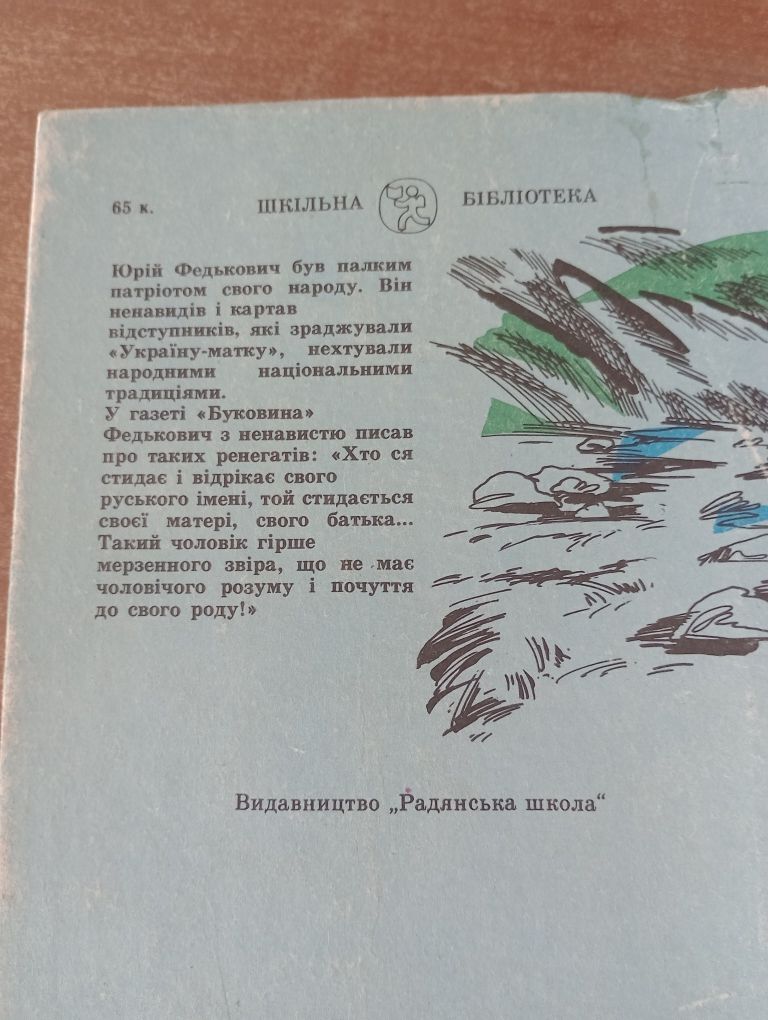 65 к. ШКІЛЬНА БІБЛІОТЕКА
Юрій Федькович був палким
патріотом свого народу. Він
ненавидів і картав
відступників, які зраджували
«Україну-матку», нехтували
народними національними
традиціями.
У газеті «Буковина»
Федькович з ненавистю писав
про таких ренегатів: «Хто ся
стидає і відрікає свого
руського імені, той стидається
своєї матері, свого батька...
Такий чоловік гірше
мерзенного звіра, що не має
чоловічого розуму і почуття
до свого роду!»
Видавництво „Радянська школа“